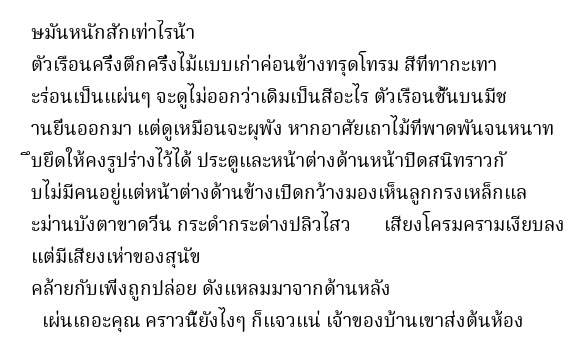 ษมันหนักสักเท่าไรน้า
ตัวเรือนครึ่งตึกครึ่งไม้แบบเก่าค่อนข้างทรุดโทรม สีที่ทากะเทา
ะร่อนเป็นแผ่นๆ จะดูไม่ออกว่าเดิมเป็นสีอะไร ตัวเรือนชั้นบนมีช
านยื่นออกมา แต่ดูเหมือนจะผุพัง หากอาศัยเถาไม้ที่พาดพันจนหนาท
ึบยึดให้คงรูปร่างไว้ได้ ประตูและหน้าต่างด้านหน้าปิดสนิทราวกั
บไม่มีคนอยู่แต่หน้าต่างด้านข้างเปิดกว้างมองเห็นลูกกรงเหล็กแล
ะม่านบังตาขาดวิ่น กระดำกระด่างปลิวไสว เสียงโครมครามเงียบลง
แต่มีเสียงเห่าของสุนัข
คล้ายกับเพิ่งถูกปล่อย ดังแหลมมาจากด้านหลัง
เผ่นเถอะคุณ คราวนี้ยังไงๆ ก็แจวแน่ เจ้าของบ้านเขาส่งต้นห้อง